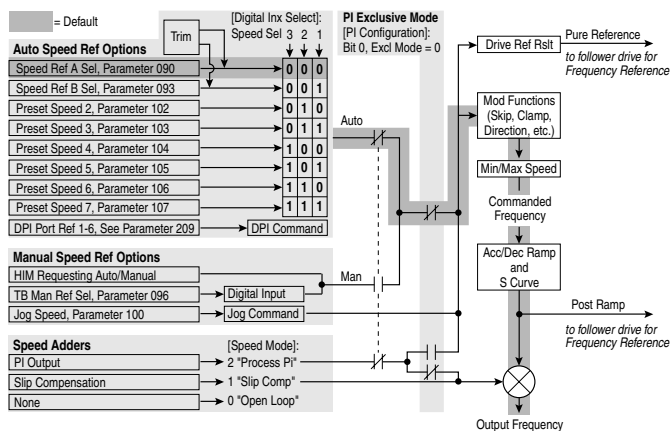 = Default
Trim
[Digital Inx Select]:
Speed Sel 3 2 1
PI Exclusive Mode
[PI Configuration]:
Bit 0, Excl Mode = 0
Drive Ref Rslt
Pure Reference
to follower drive for
Frequency Reference
Auto Speed Ref Options
Speed Ref A Sel, Parameter 090
0 0 0
Speed Ref B Sel, Parameter 093
0 0 1
Preset Speed 2, Parameter 102
0 1 0
Preset Speed 3, Parameter 103
0 1 1
Preset Speed 4, Parameter 104
1 0 0
Preset Speed 5, Parameter 105
1 0 1
Preset Speed 6, Parameter 106
1 1 0
Preset Speed 7, Parameter 107
1 1 1
DPI Port Ref 1-6, See Parameter 209
DPI Command
Auto
Mod Functions
(Skip, Clamp,
Direction, etc.)
Min/Max Speed
Commanded
Frequency
Acc/Dec Ramp
and
S Curve
Manual Speed Ref Options
HIM Requesting Auto/Manual
TB Man Ref Sel, Parameter 096
Digital Input
Jog Speed, Parameter 100
Jog Command
Man
Post Ramp
to follower drive for
Frequency Reference
Speed Adders
[Speed Mode]:
PI Output
2 "Process Pi"
Slip Compensation
1 "Slip Comp"
None
0 "Open Loop"
Output Frequency